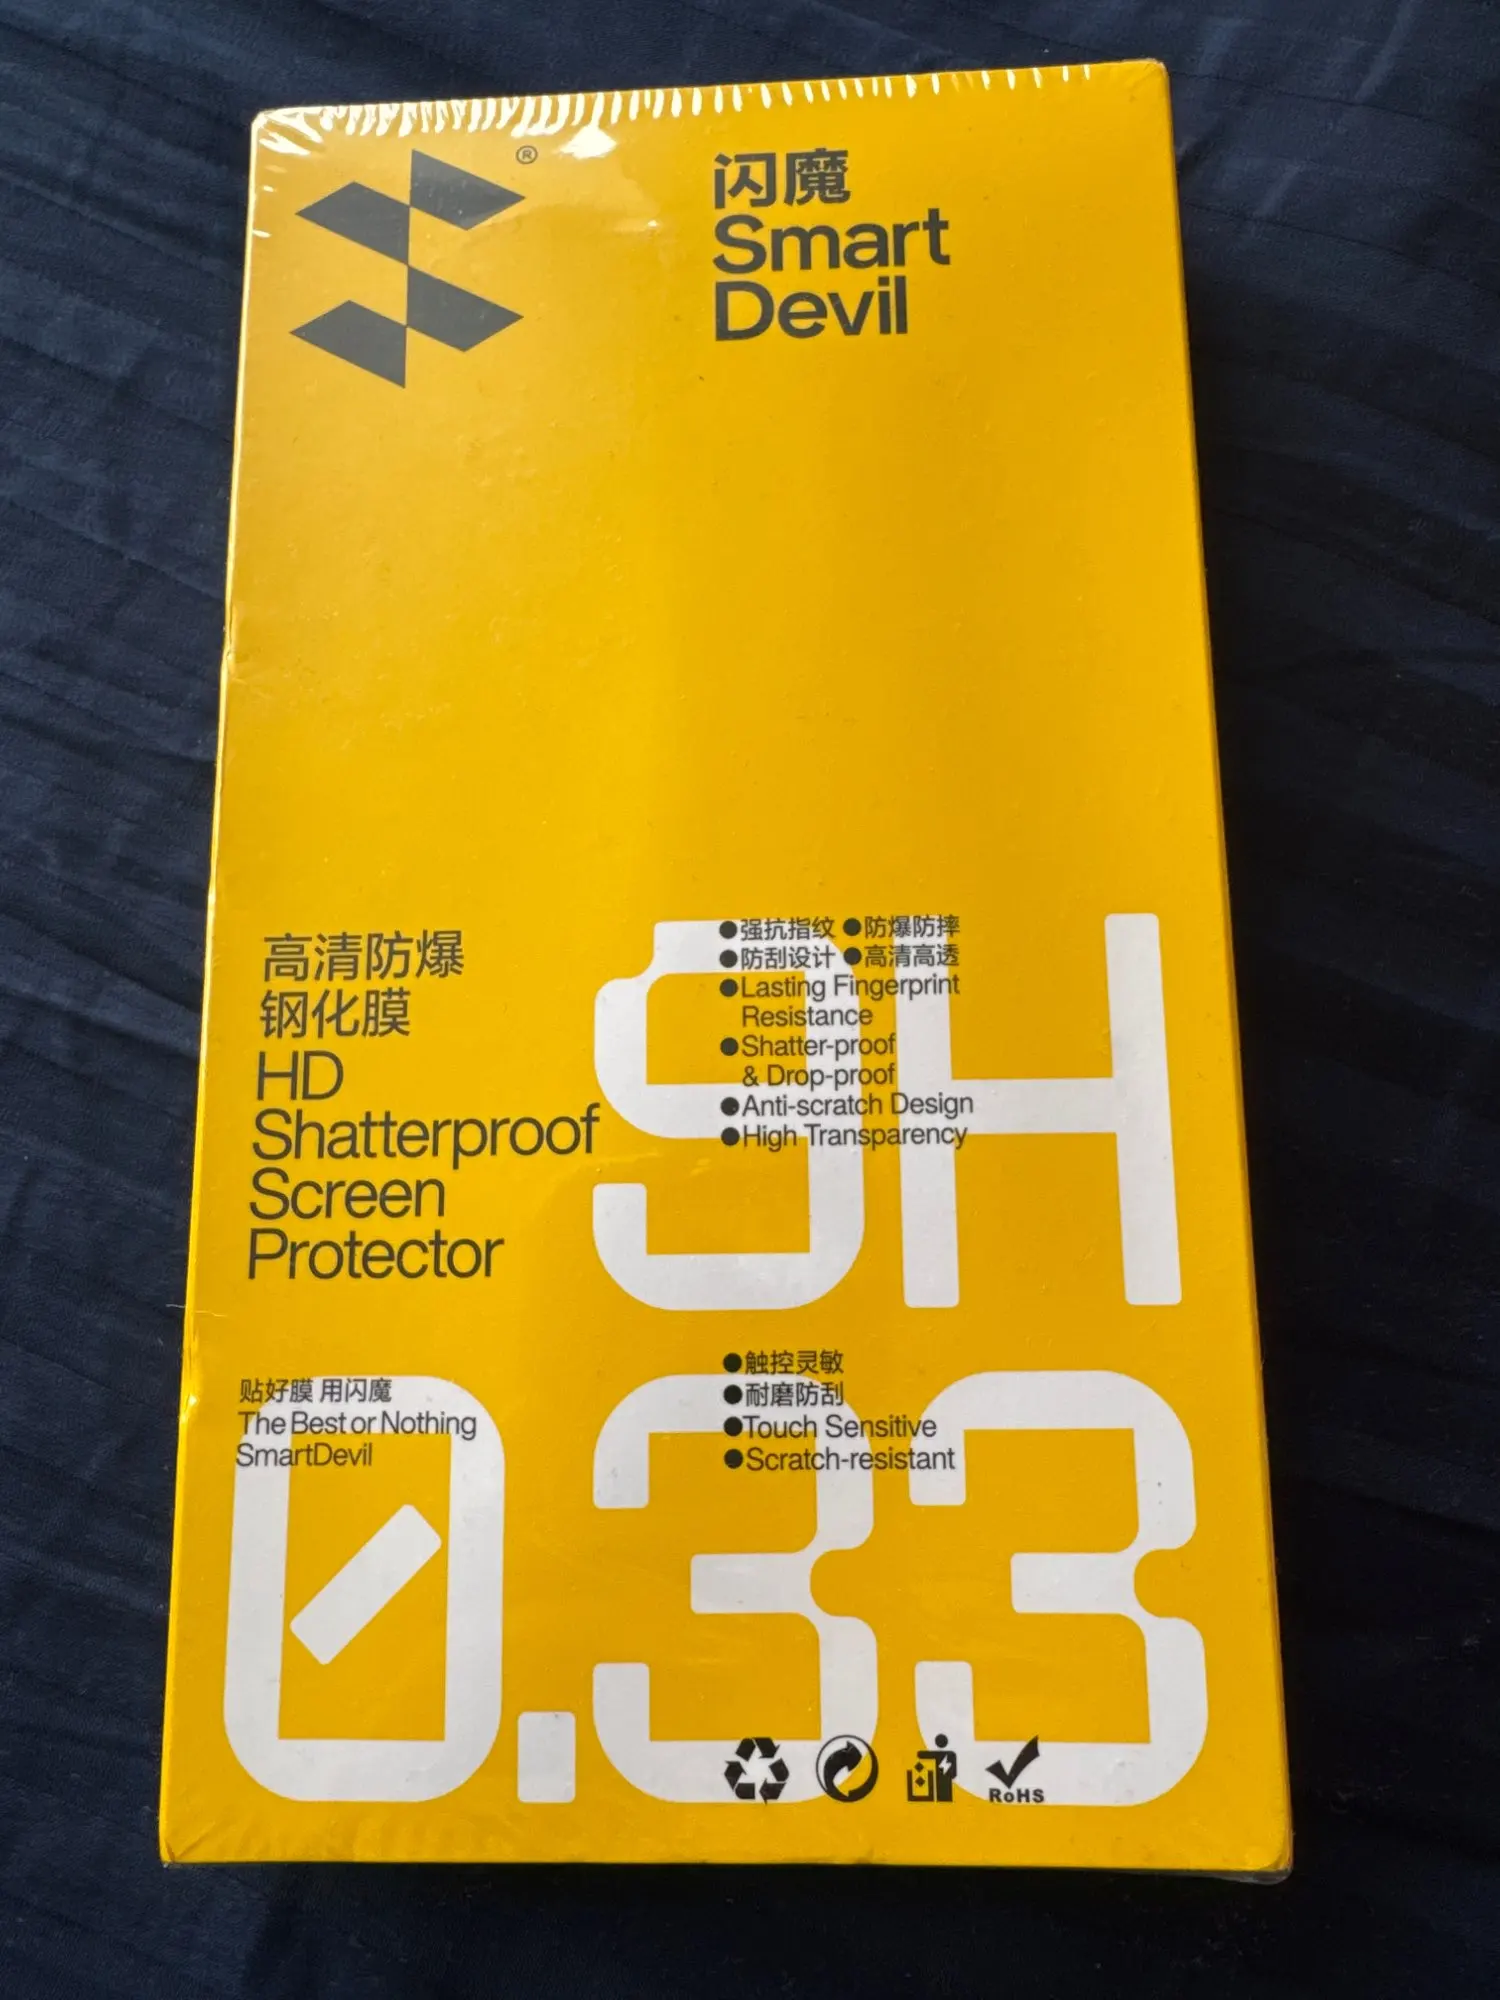 ®
闪魔
Smart
Devil
高清防爆
钢化膜
HD
Shatterproof
Screen
Protector
9H
●强抗指纹 ●防爆防摔
●防刮设计 ●高清高透
●Lasting Fingerprint
Resistance
●Shatter-proof
& Drop-proof
●Anti-scratch Design
●High Transparency
贴好膜 用闪魔
The Best or Nothing
SmartDevil
●触控灵敏
●耐磨防刮
●Touch Sensitive
●Scratch-resistant
0.33
RoHS